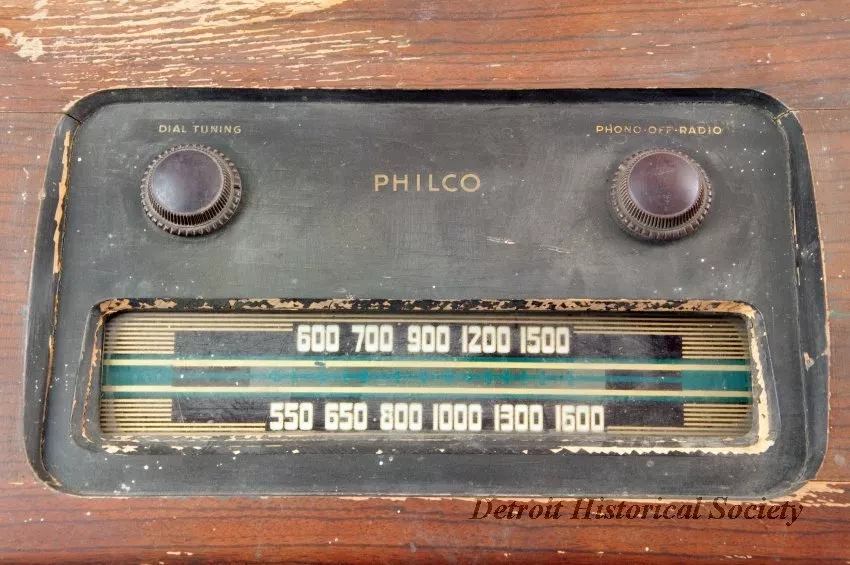 DIAL TUNING
PHONO-OFF-RADIO
PHILCO
600 700 900 1200 1500
550 650 800 1000 1300 1600
Detroit Historical Society